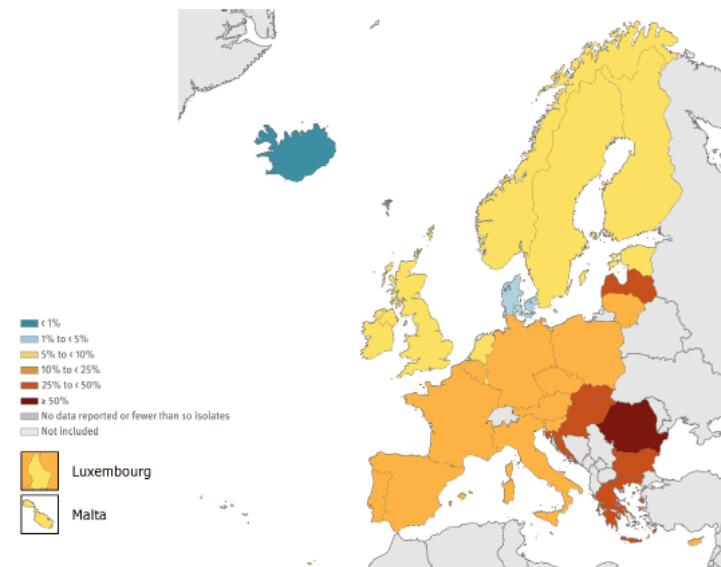 < 1%
1% to < 5%
5% to < 10%
10% to < 25%
25% to < 50%
≥ 50%
No data reported or fewer than 10 isolates
Not included
Luxembourg
Malta